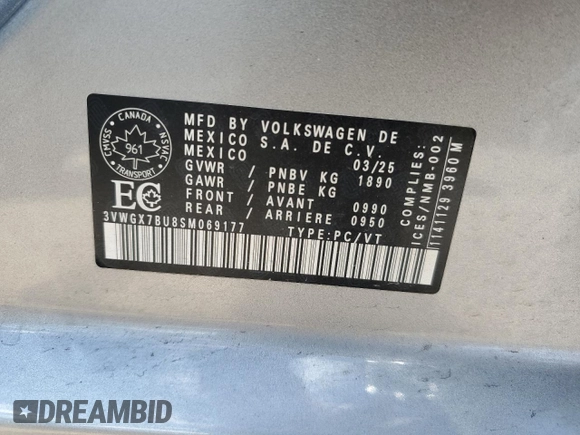 CANADA
CMVSS
NSVAC
961
TRANSPORT
EC
MFD BY VOLKSWAGEN DE
MEXICO S.A. DE C.V.
MEXICO 03/25
GVWR / PNBV KG 1890
GAWR / PNBE KG
FRONT / AVANT 0990
REAR / ARRIERE 0950
3VWGX7BU8SM069177 TYPE:PC/VT
COMPLIES:
ICES/NMB-002
1141129 3960 M
DREAMBID